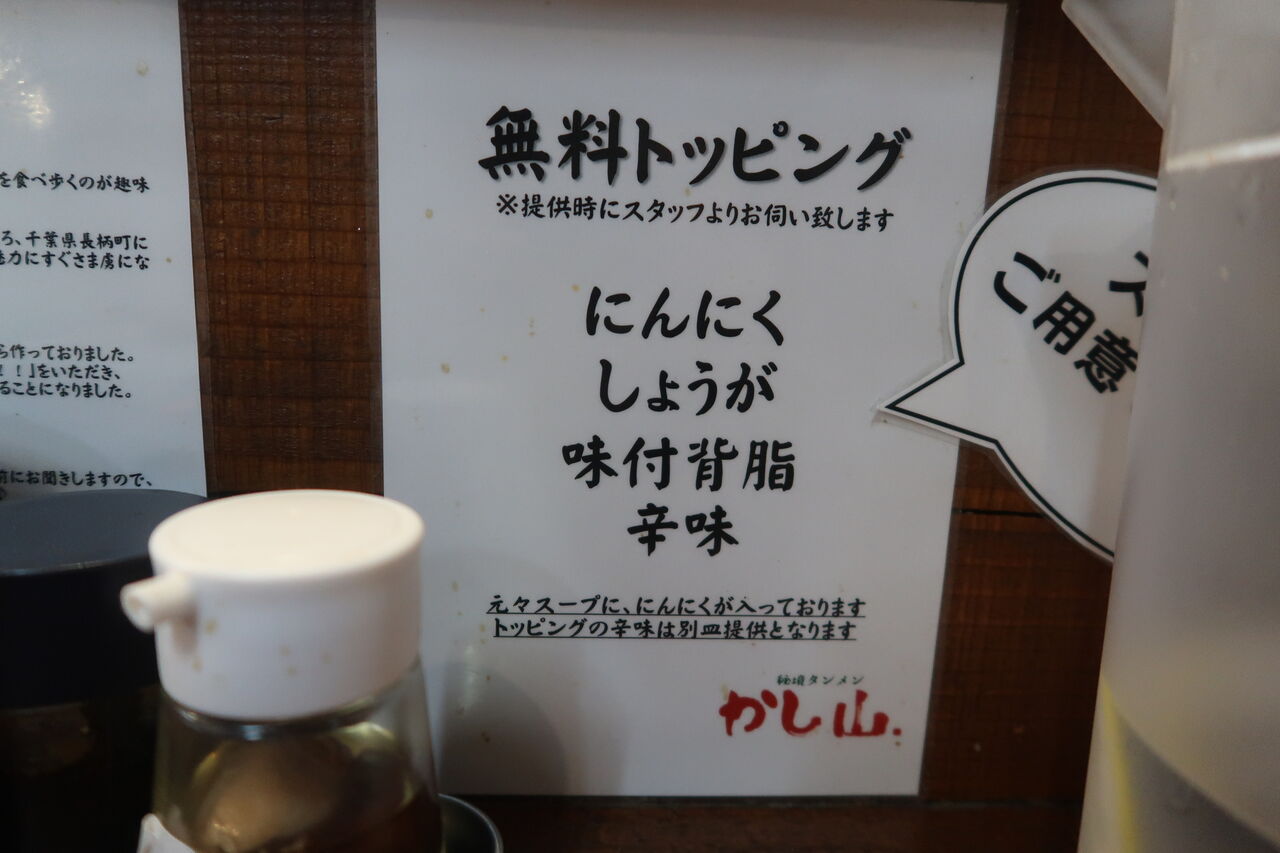 を食べ歩くのが趣味
ろ、千葉県長柄町に
魅力にすぐさま虜にな
ら作っておりました。
！！」をいただき、
ることになりました。
前にお聞きしますので、
無料トッピング
※提供時にスタッフよりお伺い致します
にんにく
しょうが
味付背脂
辛味
元々スープに、にんにくが入っております
トッピングの辛味は別皿提供となります
秘境タンメン
かし山.
ご用意